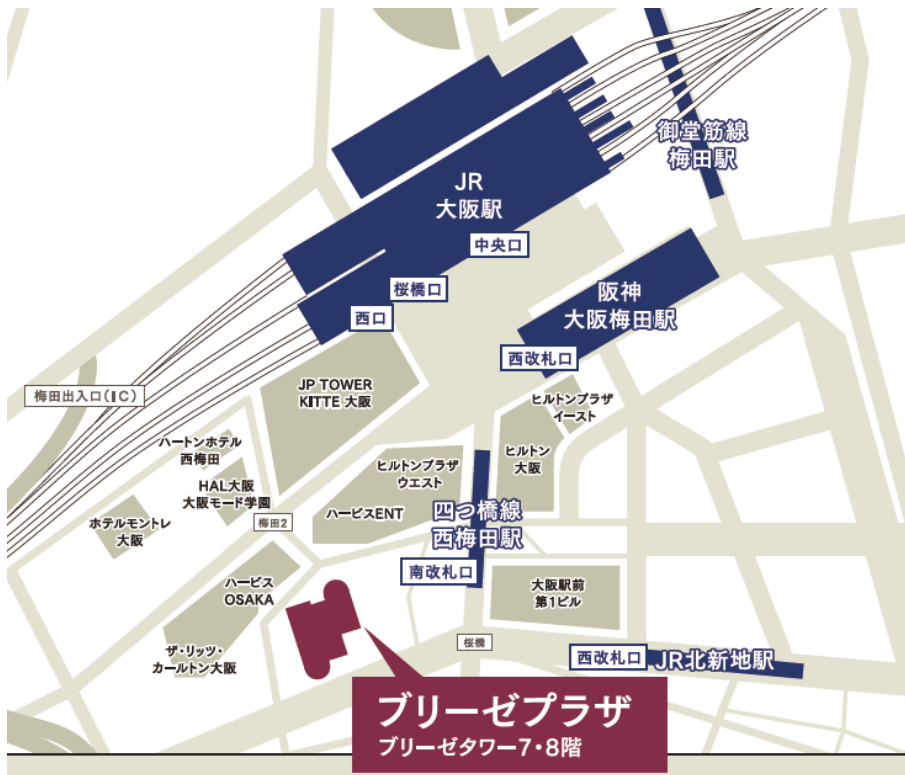 御堂筋線
梅田駅
JR
大阪駅
中央口
桜橋口
西口
阪神
大阪梅田駅
西改札口
梅田出入口(IC)
JP TOWER
KITTE 大阪
ヒルトンプラザ
イースト
ハートンホテル
西梅田
ヒルトン
大阪
ヒルトンプラザ
ウエスト
HAL大阪
大阪モード学園
ハービスENT
四つ橋線
西梅田駅
ホテルモントレ
大阪
梅田2
南改札口
ハービス
OSAKA
大阪駅前
第1ビル
桜橋
ザ・リッツ・
カールトン大阪
西改札口
JR北新地駅
ブリーゼプラザ
ブリーゼタワー7・8階